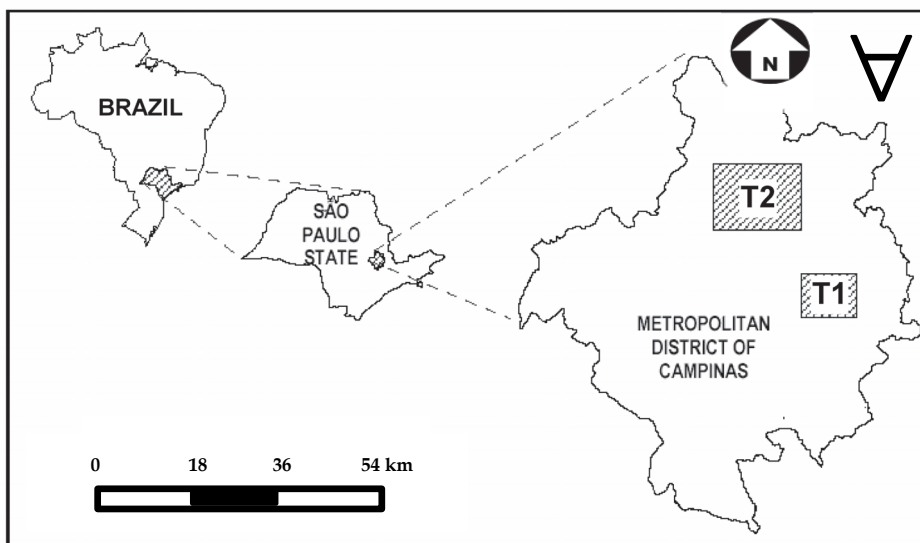 BRAZIL
SÃO
PAULO
STATE
N
∀
T2
T1
METROPOLITAN
DISTRICT OF
CAMPINAS
0 18 36 54 km